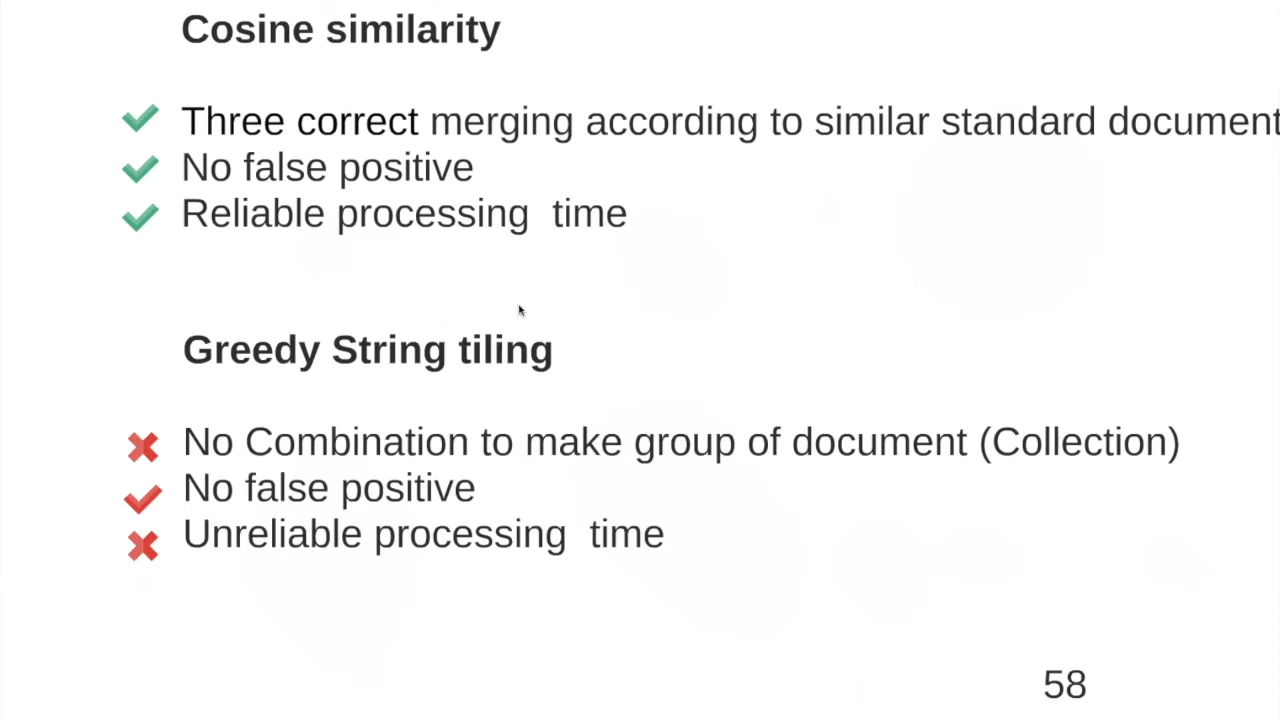 Cosine similarity
Three correct merging according to similar standard document
No false positive
Reliable processing time
Greedy String tiling
No Combination to make group of document (Collection)
No false positive
Unreliable processing time
58